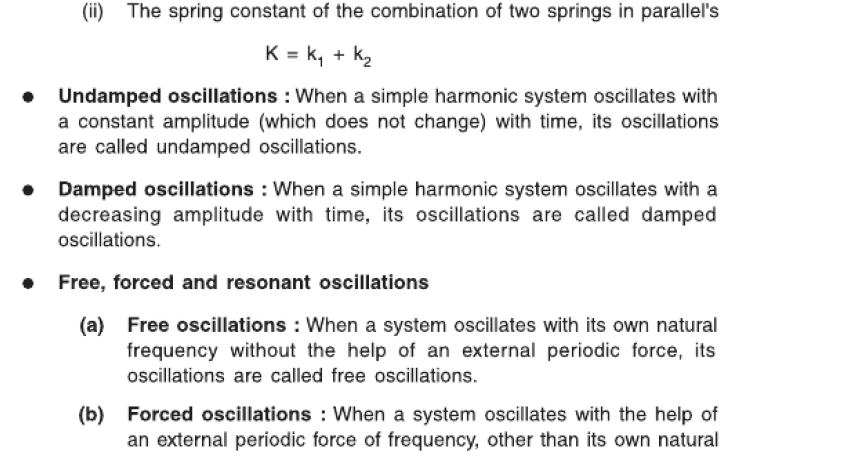 (ii) The spring constant of the combination of two springs in parallel's
K = k₁ + k₂
● Undamped oscillations : When a simple harmonic system oscillates with
a constant amplitude (which does not change) with time, its oscillations
are called undamped oscillations.
● Damped oscillations : When a simple harmonic system oscillates with a
decreasing amplitude with time, its oscillations are called damped
oscillations.
● Free, forced and resonant oscillations
(a) Free oscillations : When a system oscillates with its own natural
frequency without the help of an external periodic force, its
oscillations are called free oscillations.
(b) Forced oscillations : When a system oscillates with the help of
an external periodic force of frequency, other than its own natural